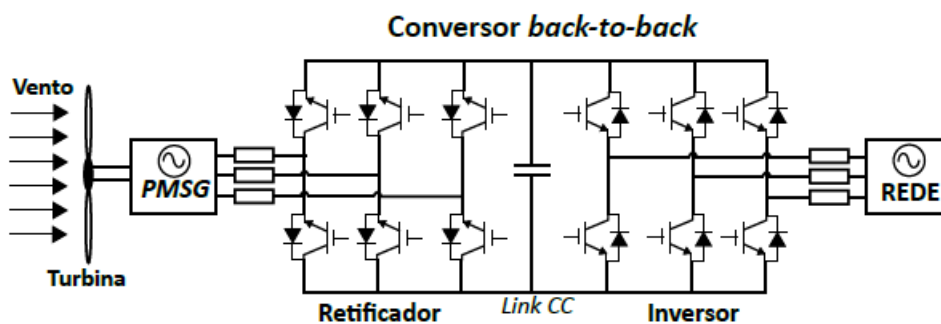 Conversor back-to-back
Vento
PMSG
REDE
Turbina
Retificador
Link CC
Inversor